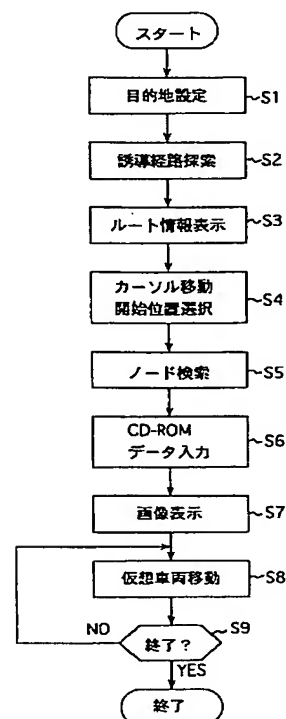 スタート
目的地設定 S1
誘導経路探索 S2
ルート情報表示 S3
カーソル移動
開始位置選択 S4
ノード検索 S5
CD-ROM
データ入力 S6
画像表示 S7
仮想車両移動 S8
NO 終了? S9
YES
終了